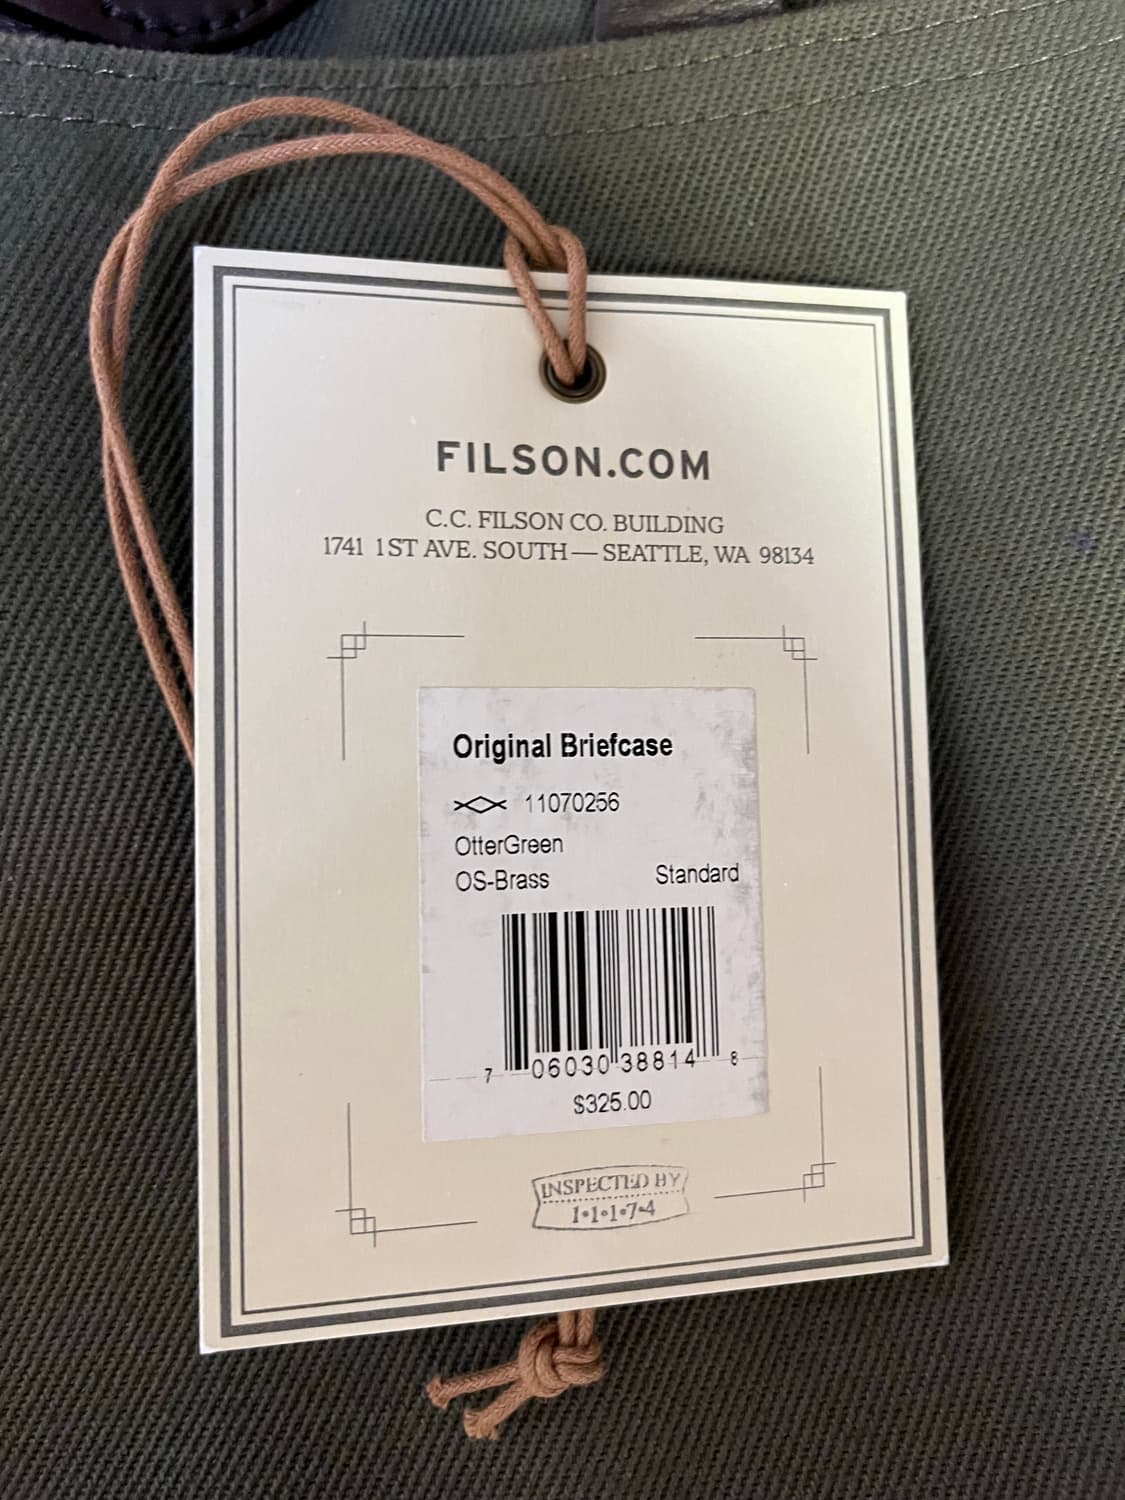 FILSON.COM
C.C. FILSON CO. BUILDING
1741 1ST AVE. SOUTH — SEATTLE, WA 98134
Original Briefcase
11070256
OtterGreen
OS-Brass Standard
7 06030 38814 8
$325.00
INSPECTED BY
1•1•1•7•4